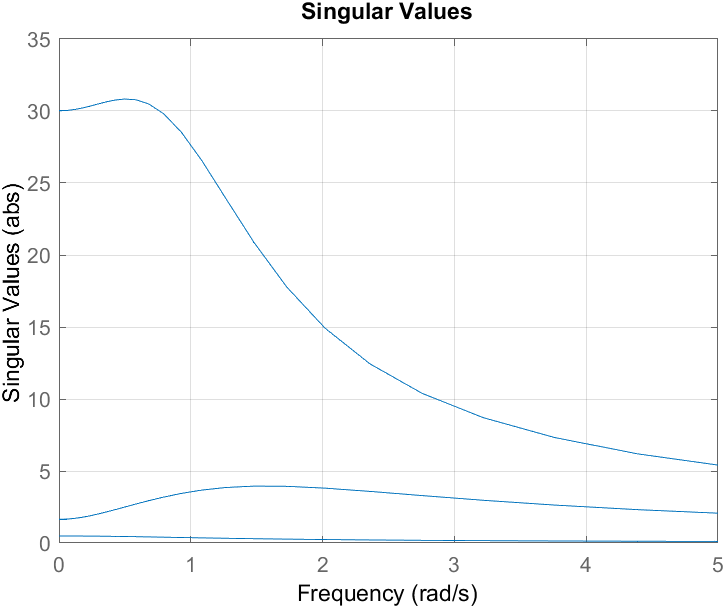 Singular Values
Singular Values (abs)
35
30
25
20
15
10
5
0
0 1 2 3 4 5
Frequency (rad/s)